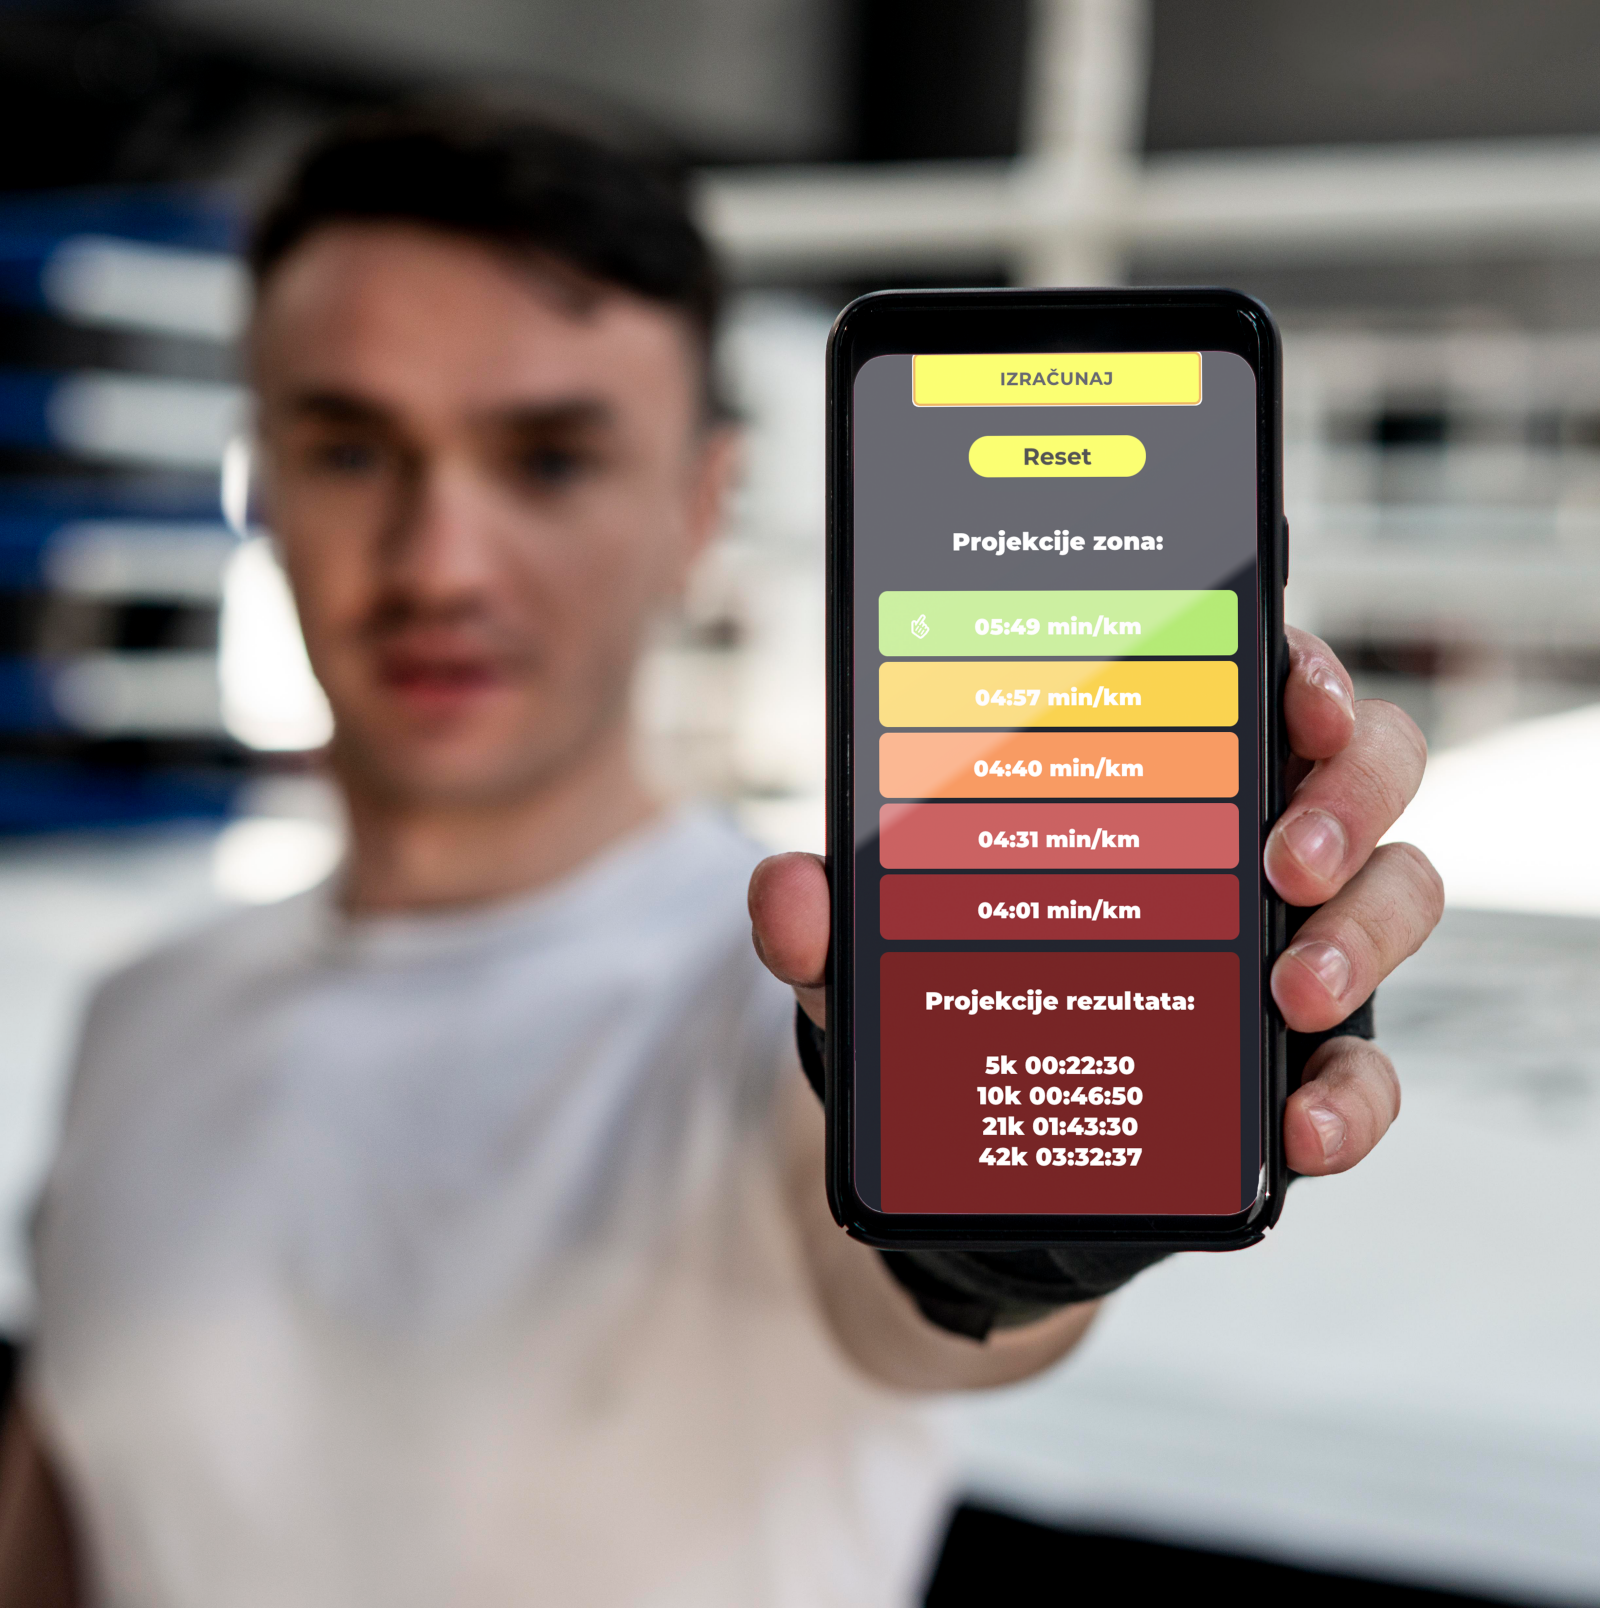 IZRAČUNAJ
Reset
Projekcije zona:
05:49 min/km
04:57 min/km
04:40 min/km
04:31 min/km
04:01 min/km
Projekcije rezultata:
5k 00:22:30
10k 00:46:50
21k 01:43:30
42k 03:32:37